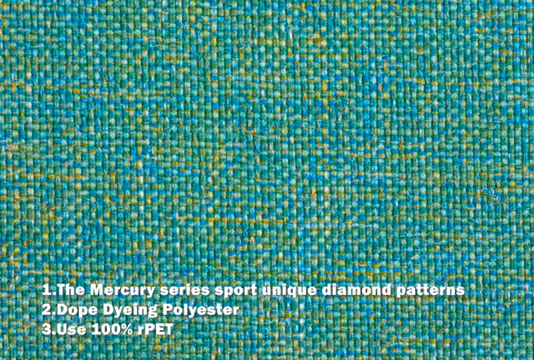 1.The Mercury series sport unique diamond patterns
2.Dope Dyeing Polyester
3.Use 100% rPET